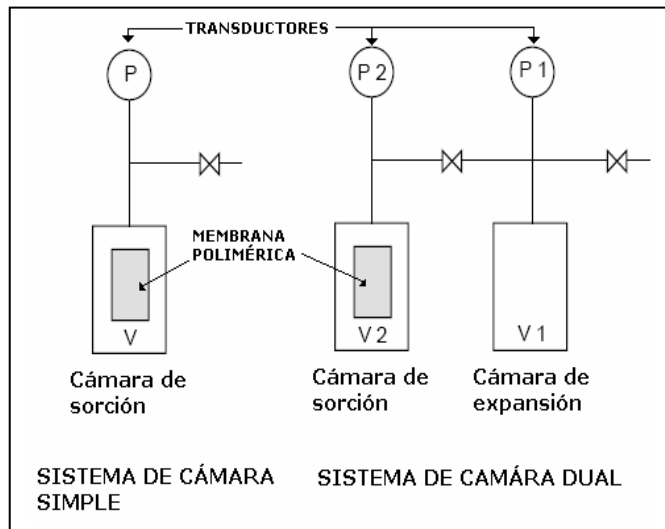 TRANSDUCTORES
P
P 2
P 1
MEMBRANA
POLIMÉRICA
V
V 2
V 1
Cámara de
sorción
Cámara de
sorción
Cámara de
expansión
SISTEMA DE CÁMARA
SIMPLE
SISTEMA DE CAMÁRA DUAL